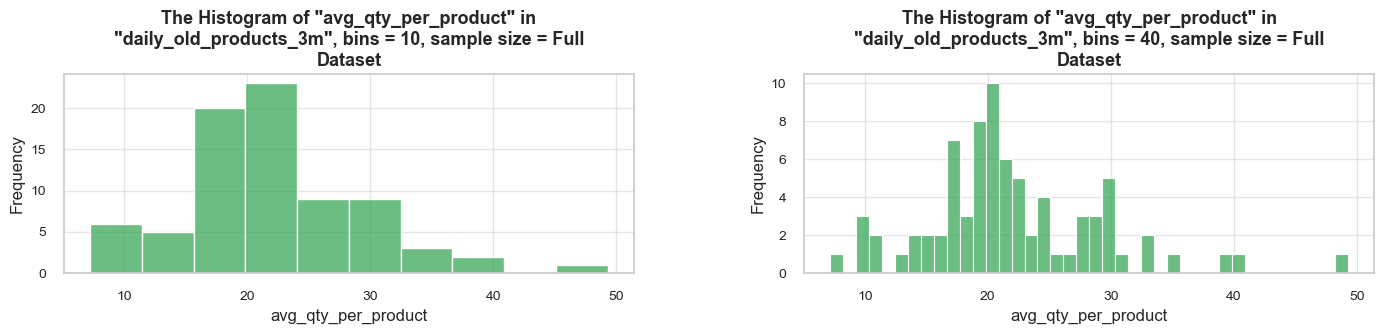 The Histogram of "avg_qty_per_product" in
"daily_old_products_3m", bins = 10, sample size = Full
Dataset
20
15
10
5
0
Frequency
10
20
30
40
50
avg_qty_per_product
The Histogram of "avg_qty_per_product" in
"daily_old_products_3m", bins = 40, sample size = Full
Dataset
10
8
6
4
2
0
Frequency
10
20
30
40
50
avg_qty_per_product